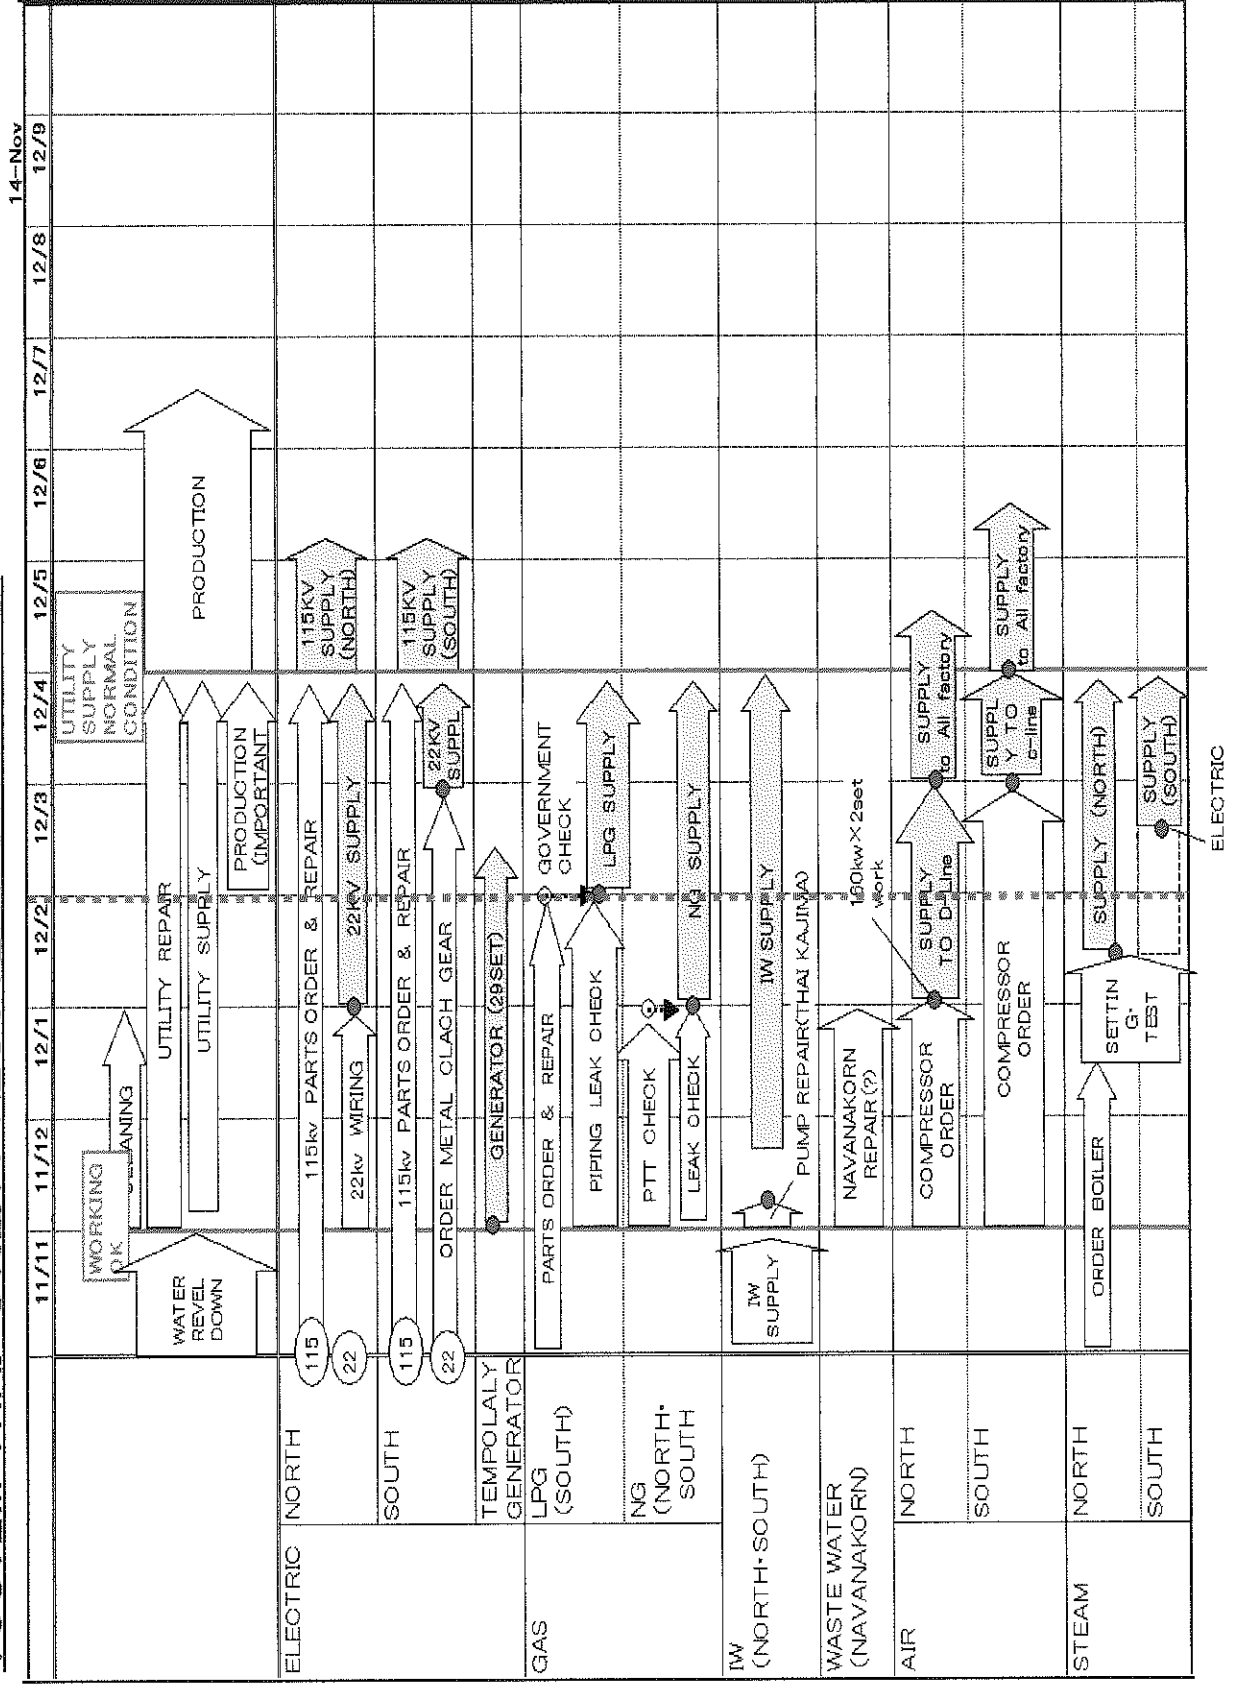 14-Nov
11/11 11/12 12/1 12/2 12/3 12/4 12/5 12/6 12/7 12/8 12/9
WORKING
OK
UTILITY
SUPPLY
NORMAL
CONDITION
WATER
REVEL
DOWN
ANING
UTILITY REPAIR
UTILITY SUPPLY
PRODUCTION
(IMPORTANT
PRODUCTION
ELECTRIC
NORTH
115
115kv PARTS ORDER & REPAIR
115KV
SUPPLY
(NORTH)
22
22kv WIRING
22KV SUPPLY
SOUTH
115
115kv PARTS ORDER & REPAIR
115KV
SUPPLY
(SOUTH)
22
ORDER METAL CLACH GEAR
22KV
SUPPL
TEMPOLALY
GENERATOR
GENERATOR (29SET)
GAS
LPG
(SOUTH)
PARTS ORDER & REPAIR
GOVERNMENT
CHECK
PIPING LEAK CHECK
LPG SUPPLY
NG
(NORTH・
SOUTH
PTT CHECK
LEAK CHECK
NG SUPPLY
IW
(NORTH・SOUTH)
IW
SUPPLY
IW SUPPLY
PUMP REPAIR(THAI KAJIMA)
WASTE WATER
(NAVANAKORN)
NAVANAKORN
REPAIR(?)
160kw×2set
work
AIR
NORTH
COMPRESSOR
ORDER
SUPPLY
TO D-Line
SUPPLY
to All factory
SOUTH
COMPRESSOR
ORDER
SUPPL
Y TO
c-line
SUPPLY
to All factory
STEAM
NORTH
ORDER BOILER
SETTIN
G・
TEST
SUPPLY (NORTH)
SOUTH
SUPPLY
(SOUTH)
ELECTRIC